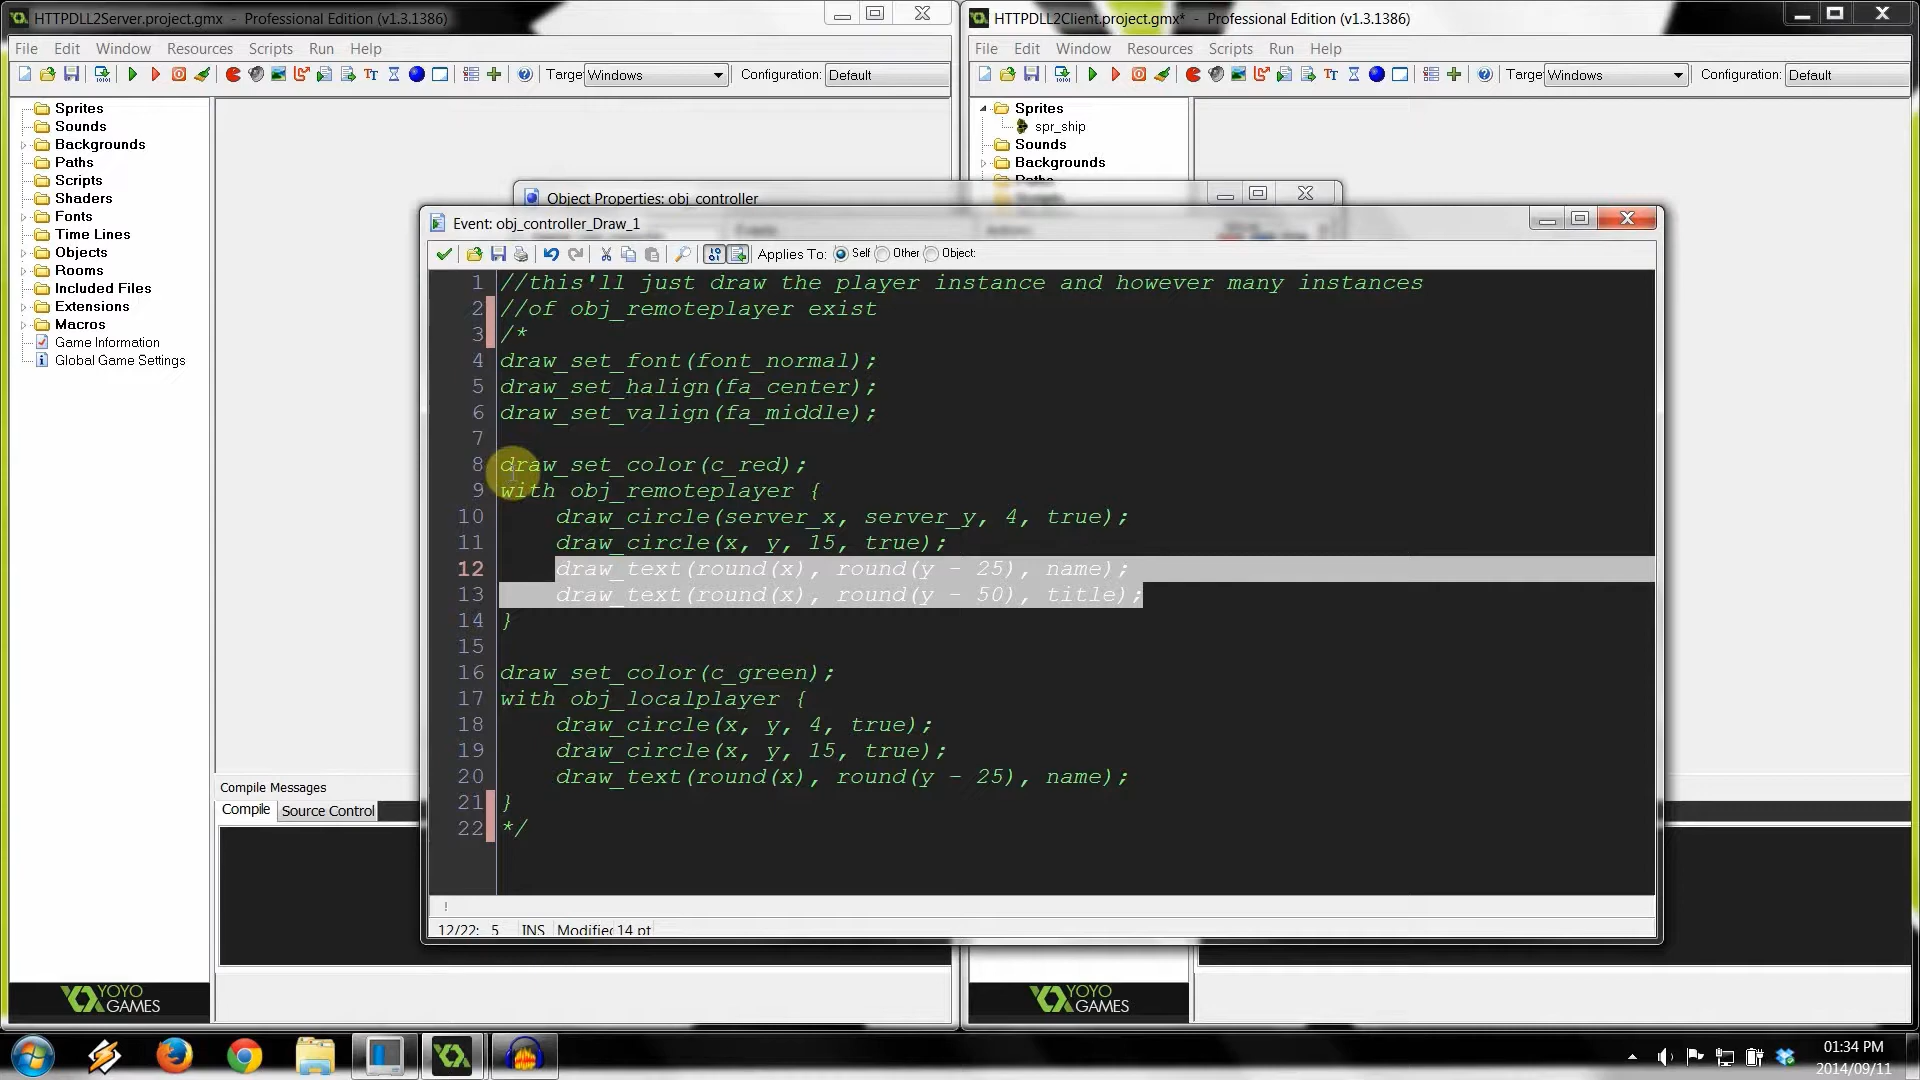 HTTPDLL2Server.project.gmx - Professional Edition (v1.3.1386)
File Edit Window Resources Scripts Run Help
Target Windows Configuration: Default
Sprites
Sounds
Backgrounds
Paths
Scripts
Shaders
Fonts
Time Lines
Objects
Rooms
Included Files
Extensions
Macros
Game Information
Global Game Settings
Compile Messages
Compile Source Control
YOYO
GAMES
HTTPDLL2Client.project.gmx* - Professional Edition (v1.3.1386)
File Edit Window Resources Scripts Run Help
Target Windows Configuration: Default
Sprites
spr_ship
Sounds
Backgrounds
Paths
YOYO
GAMES
Object Properties: obj_controller
Event: obj_controller_Draw_1
Applies To: Self Other Object:
1 //this'll just draw the player instance and however many instances
2 //of obj_remoteplayer exist
3 /*
4 draw_set_font(font_normal);
5 draw_set_halign(fa_center);
6 draw_set_valign(fa_middle);
7
8 draw_set_color(c_red);
9 with obj_remoteplayer {
10 draw_circle(server_x, server_y, 4, true);
11 draw_circle(x, y, 15, true);
12 draw_text(round(x), round(y - 25), name);
13 draw_text(round(x), round(y - 50), title);
14 }
15
16 draw_set_color(c_green);
17 with obj_localplayer {
18 draw_circle(x, y, 4, true);
19 draw_circle(x, y, 15, true);
20 draw_text(round(x), round(y - 25), name);
21 }
22 */
!
12/22: 5 INS Modified 14 pt
01:34 PM
2014/09/11